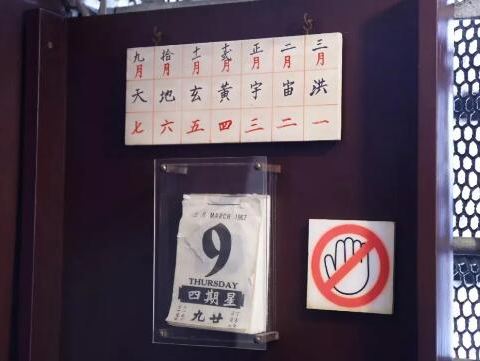 九月 拾月 十一月 十二月 正月 二月 三月
天 地 玄 黃 宇 宙 洪
七 六 五 四 三 二 一
MARCH 1967
9
THURSDAY
四期星
九廿